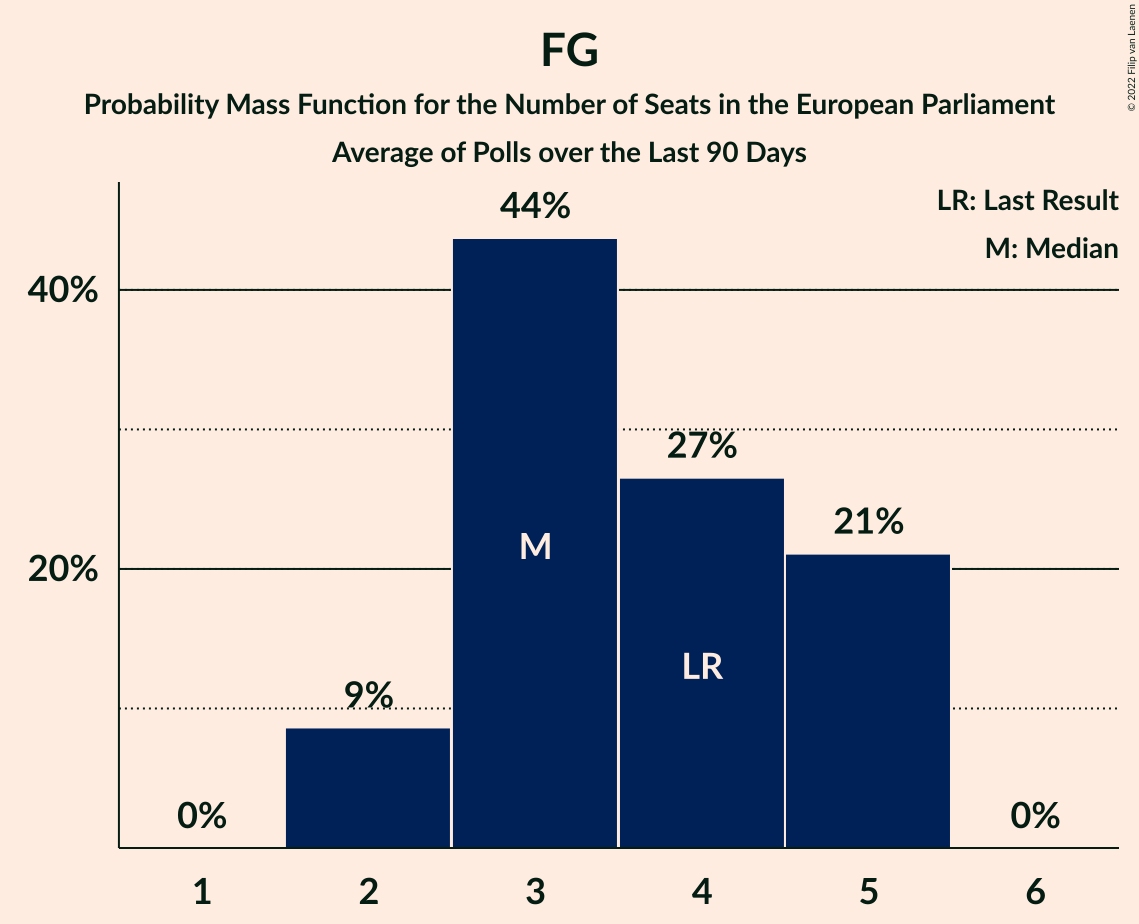 FG
Probability Mass Function for the Number of Seats in the European Parliament
Average of Polls over the Last 90 Days
© 2022 Filip van Laenen
LR: Last Result
M: Median
40%
20%
0%
9%
44%
27%
21%
0%
M
LR
1 2 3 4 5 6